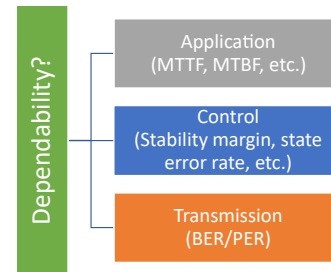 Dependability?
Application
(MTTF, MTBF, etc.)
Control
(Stability margin, state
error rate, etc.)
Transmission
(BER/PER)